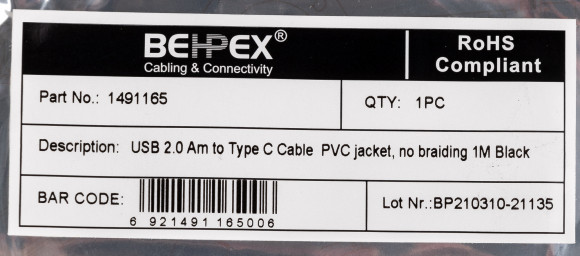 BEHPEX®
Cabling & Connectivity
RoHS
Compliant
Part No.: 1491165
QTY: 1PC
Description: USB 2.0 Am to Type C Cable PVC jacket, no braiding 1M Black
BAR CODE:
6 921491 165006
Lot Nr.:BP210310-21135